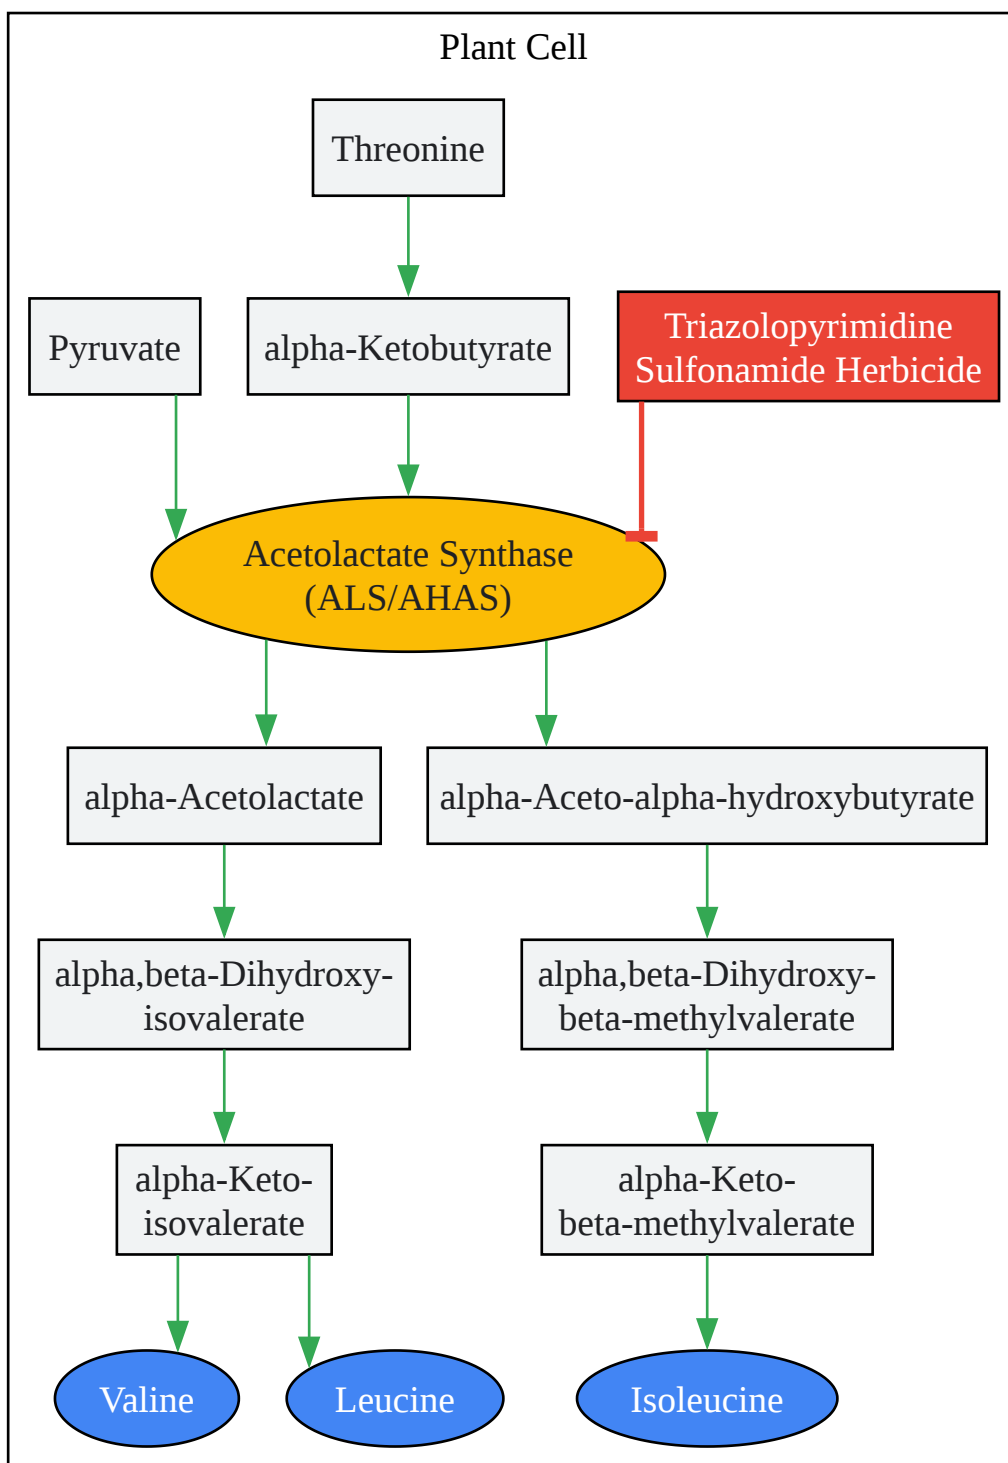 Plant Cell
Threonine
Pyruvate
alpha-Ketobutyrate
Triazolopyrimidine
Sulfonamide Herbicide
Acetolactate Synthase
(ALS/AHAS)
alpha-Acetolactate
alpha-Aceto-alpha-hydroxybutyrate
alpha,beta-Dihydroxy-
isovalerate
alpha,beta-Dihydroxy-
beta-methylvalerate
alpha-Keto-
isovalerate
alpha-Keto-
beta-methylvalerate
Valine
Leucine
Isoleucine